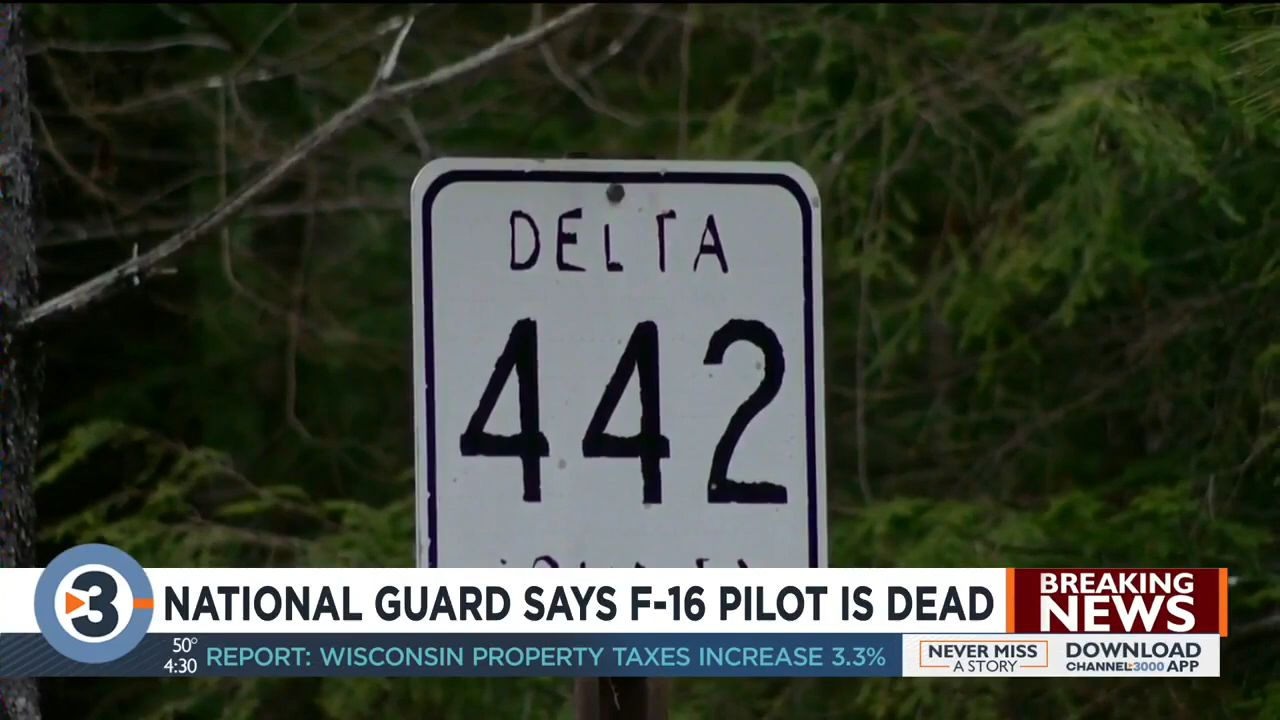 DELTA
442
3
NATIONAL GUARD SAYS F-16 PILOT IS DEAD
BREAKING
NEWS
50°
4:30
REPORT: WISCONSIN PROPERTY TAXES INCREASE 3.3%
NEVER MISS
A STORY
DOWNLOAD
CHANNEL3000 APP